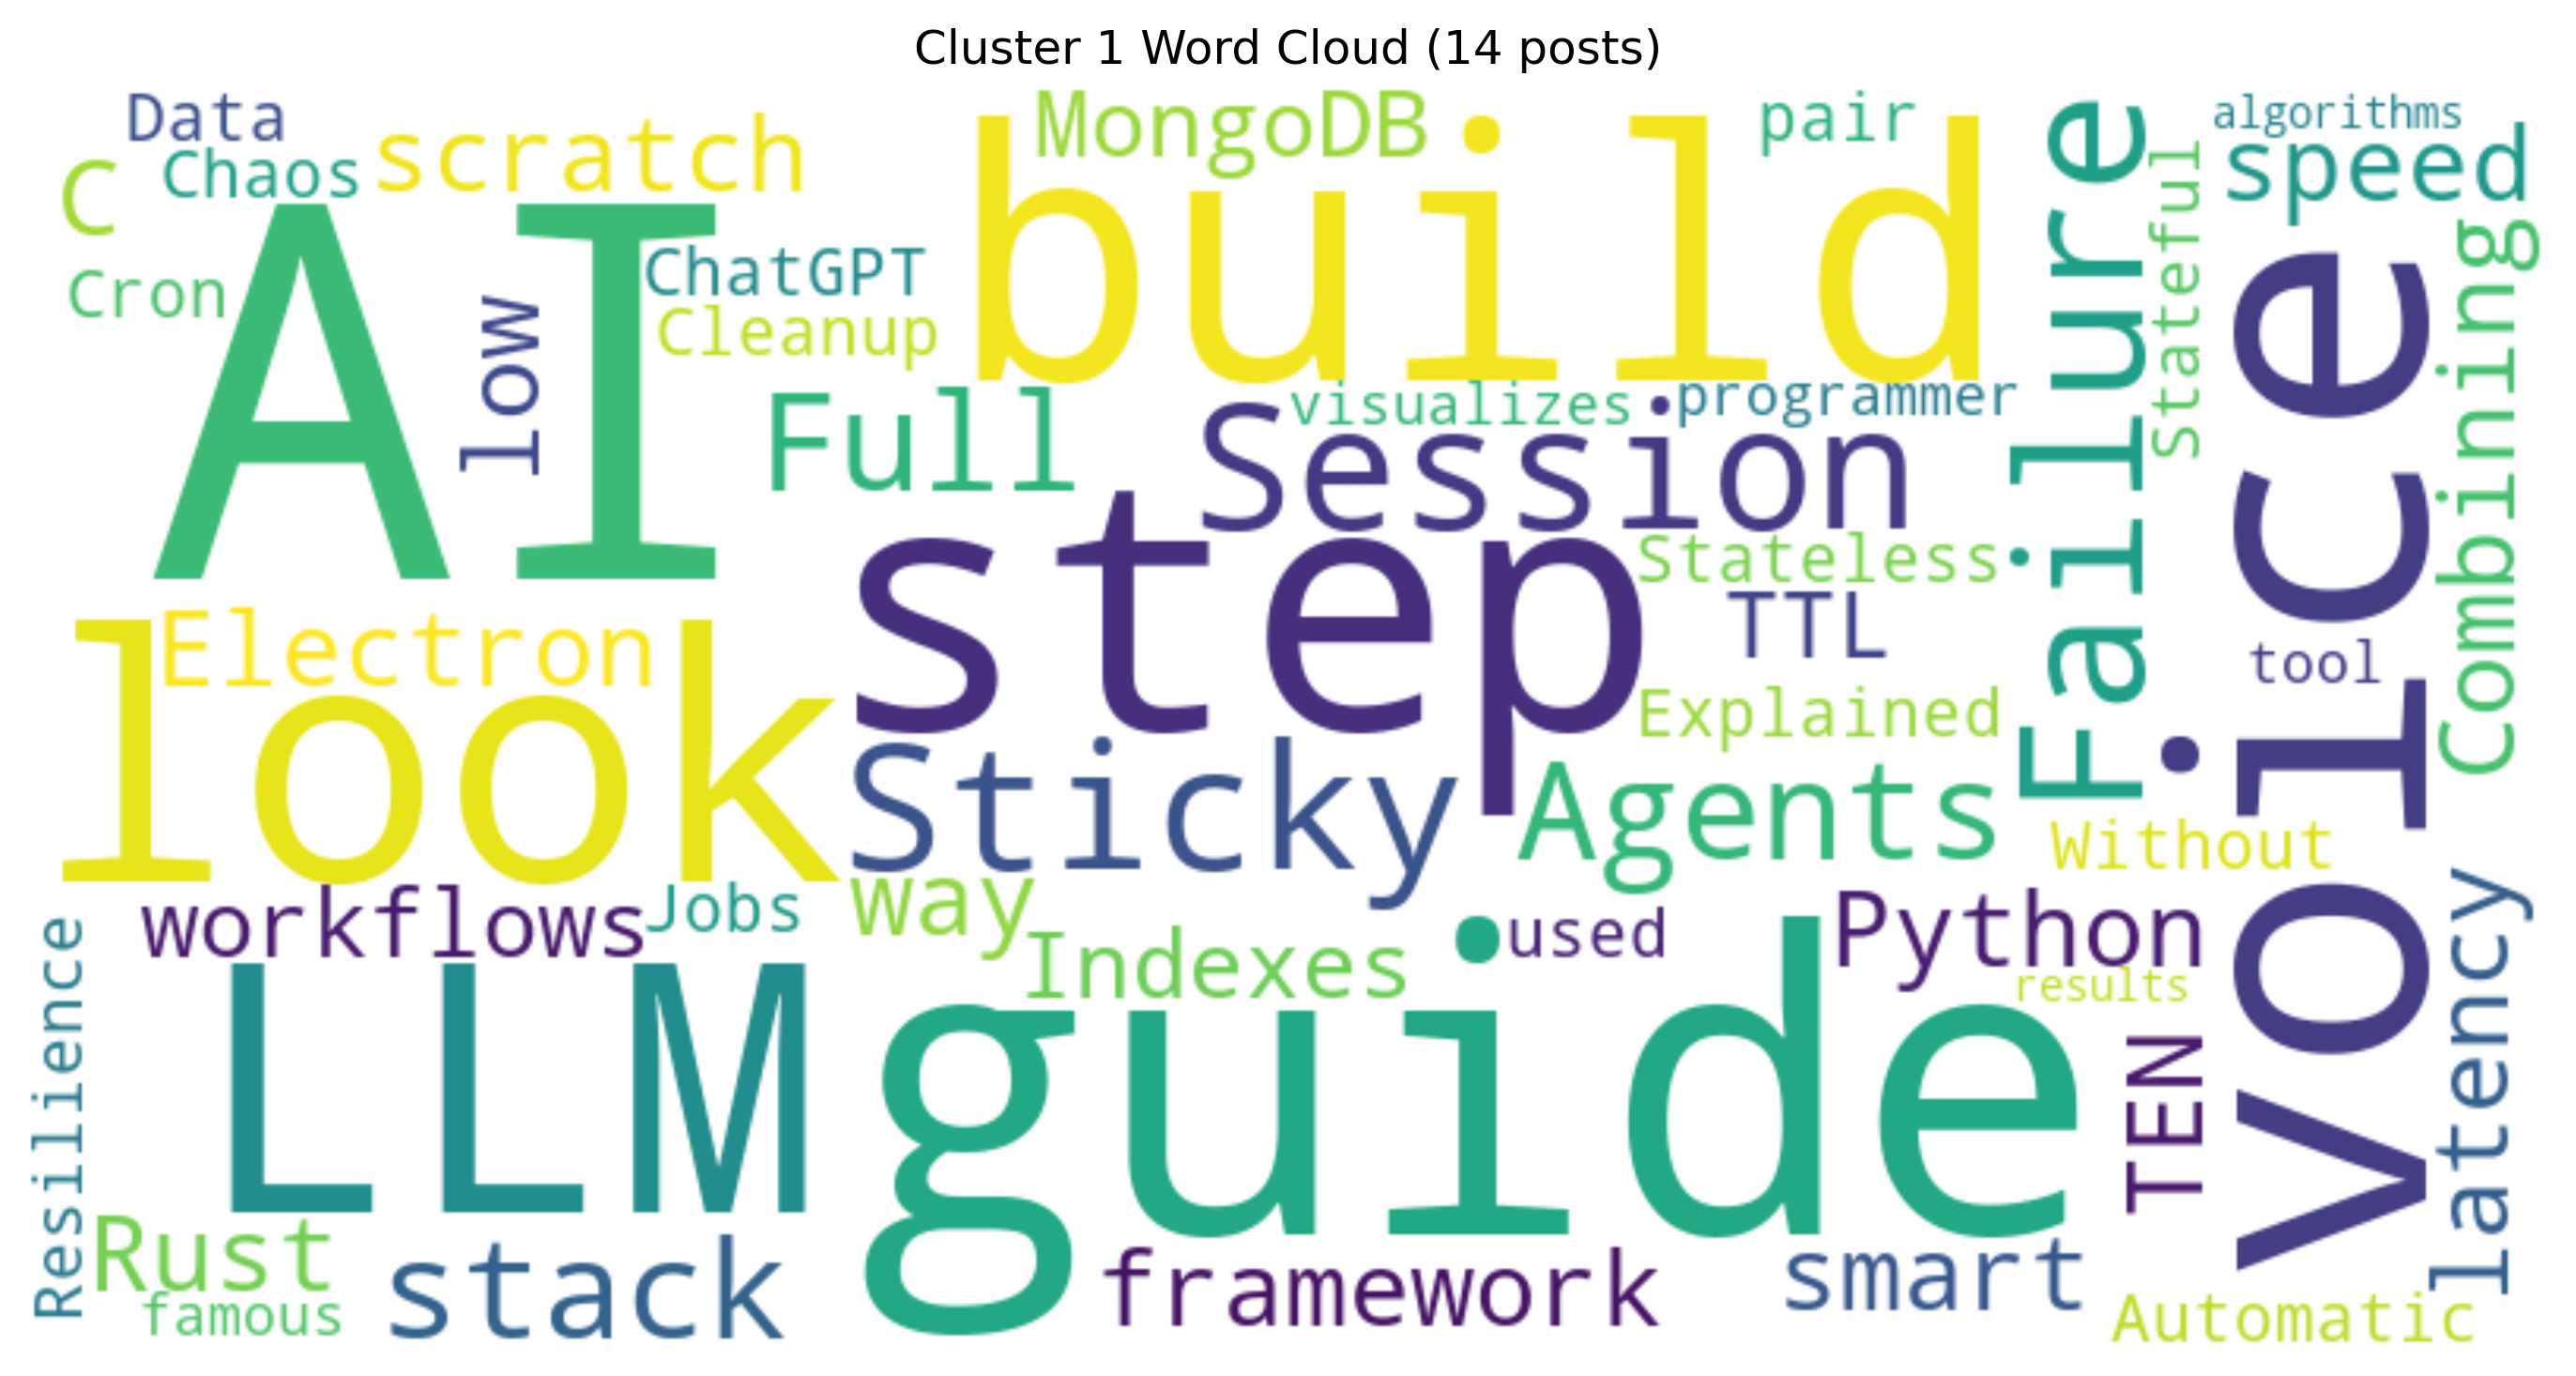 Cluster 1 Word Cloud (14 posts)
Data
Chaos
C
scratch
Cron
AI
low
ChatGPT
Cleanup
MongoDB
build
pair
Failure
Stateful
algorithms
speed
voice
Combining
Full
visualizes
programmer
Session
step
Stateless
TTL
Explained
tool
Electron
look
Sticky
Agents
Without
workflows
Jobs
way
Indexes
used
Python
results
Resilience
LLM
guide
TEN
latency
Rust
famous
stack
framework
smart
Automatic